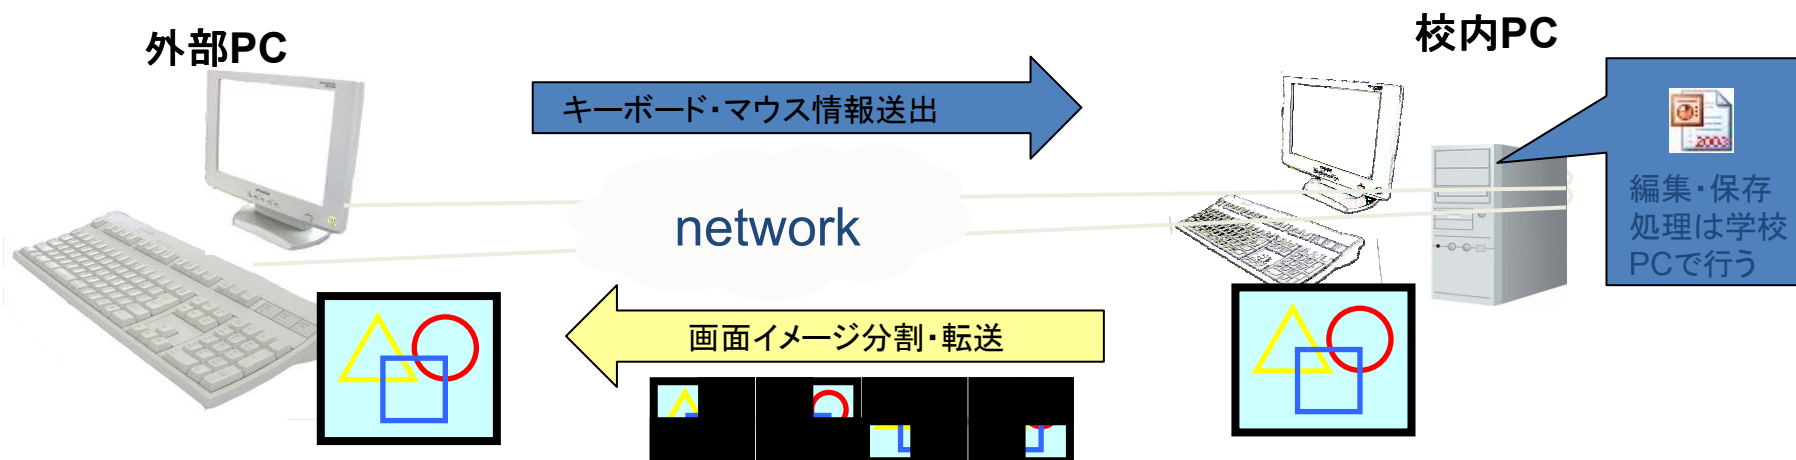 外部PC
校内PC
キーボード・マウス情報送出
network
画面イメージ分割・転送
2003
編集・保存
処理は学校
PCで行う